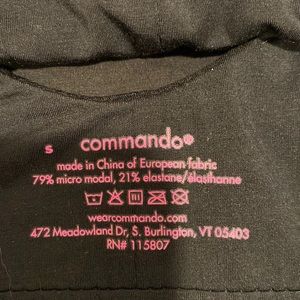 s
commando®
made in China of European fabric
79% micro modal, 21% elastane/élasthanne
wearcommando.com
472 Meadowland Dr, S. Burlington, VT 05403
RN# 115807